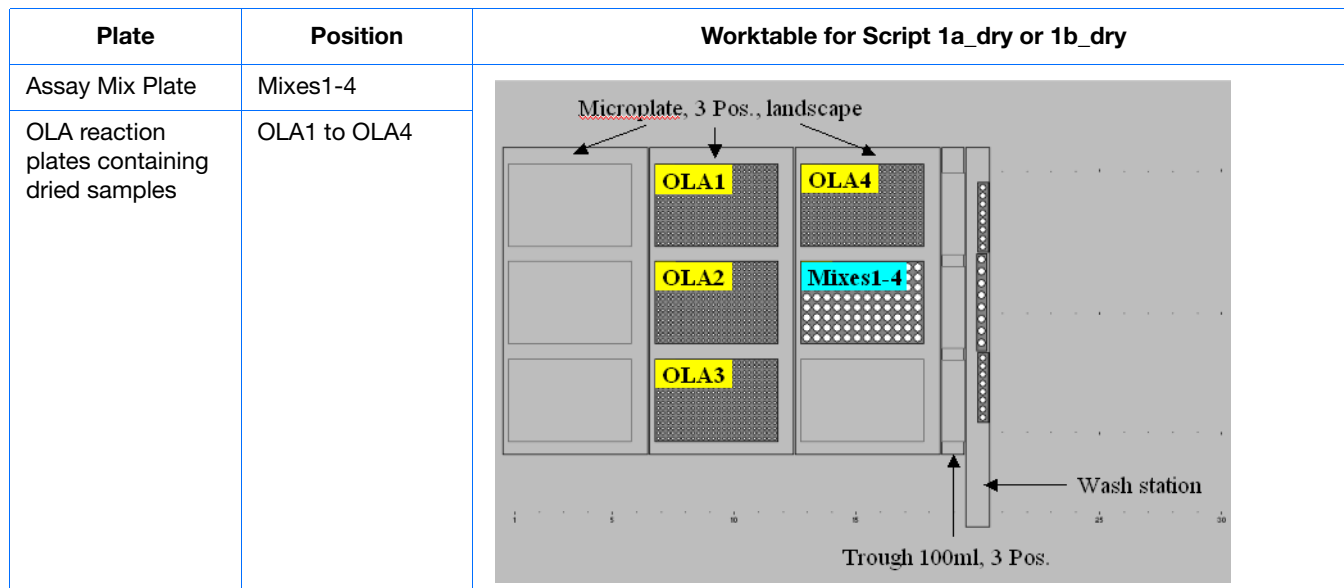 Plate
Position
Worktable for Script 1a_dry or 1b_dry
Assay Mix Plate
Mixes1-4
OLA reaction
plates containing
dried samples
OLA1 to OLA4
Microplate, 3 Pos., landscape
OLA1
OLA4
OLA2
Mixes1-4
OLA3
Wash station
1
5
10
15
25
30
Trough 100ml, 3 Pos.